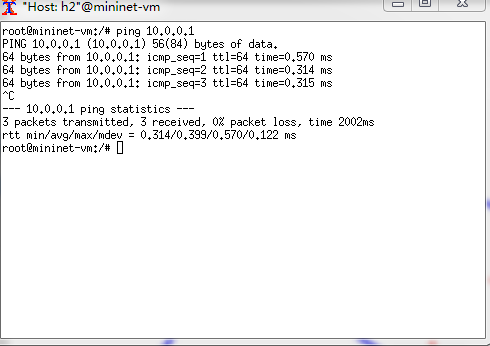 "Host: h2"@mininet-vm
root@mininet-vm:/# ping 10.0.0.1
PING 10.0.0.1 (10.0.0.1) 56(84) bytes of data.
64 bytes from 10.0.0.1: icmp_seq=1 ttl=64 time=0.570 ms
64 bytes from 10.0.0.1: icmp_seq=2 ttl=64 time=0.314 ms
64 bytes from 10.0.0.1: icmp_seq=3 ttl=64 time=0.315 ms
^C
--- 10.0.0.1 ping statistics ---
3 packets transmitted, 3 received, 0% packet loss, time 2002ms
rtt min/avg/max/mdev = 0.314/0.399/0.570/0.122 ms
root@mininet-vm:/#